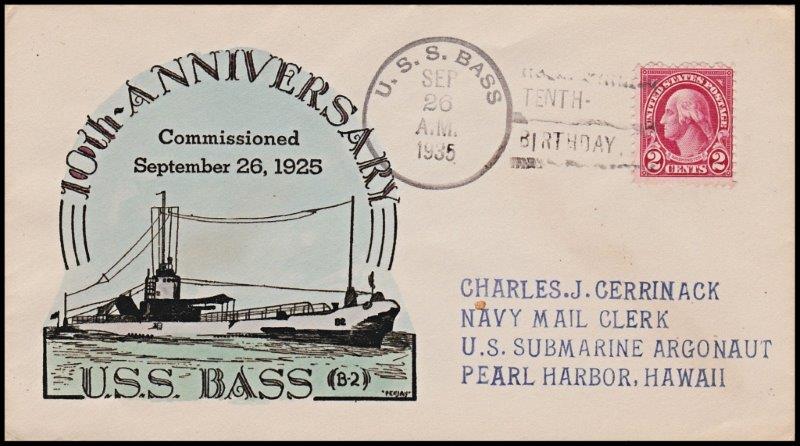 10th-ANNIVERSARY
Commissioned
September 26, 1925
B2
U.S.S. BASS (B-2)
U. S. S. BASS
SEP
26
A.M.
1935
TENTH-
BIRTHDAY
UNITED STATES POSTAGE
2 2
CENTS
CHARLES.J. CERRINACK
NAVY MAIL CLERK
U.S. SUBMARINE ARGONAUT
PEARL HARBOR, HAWAII